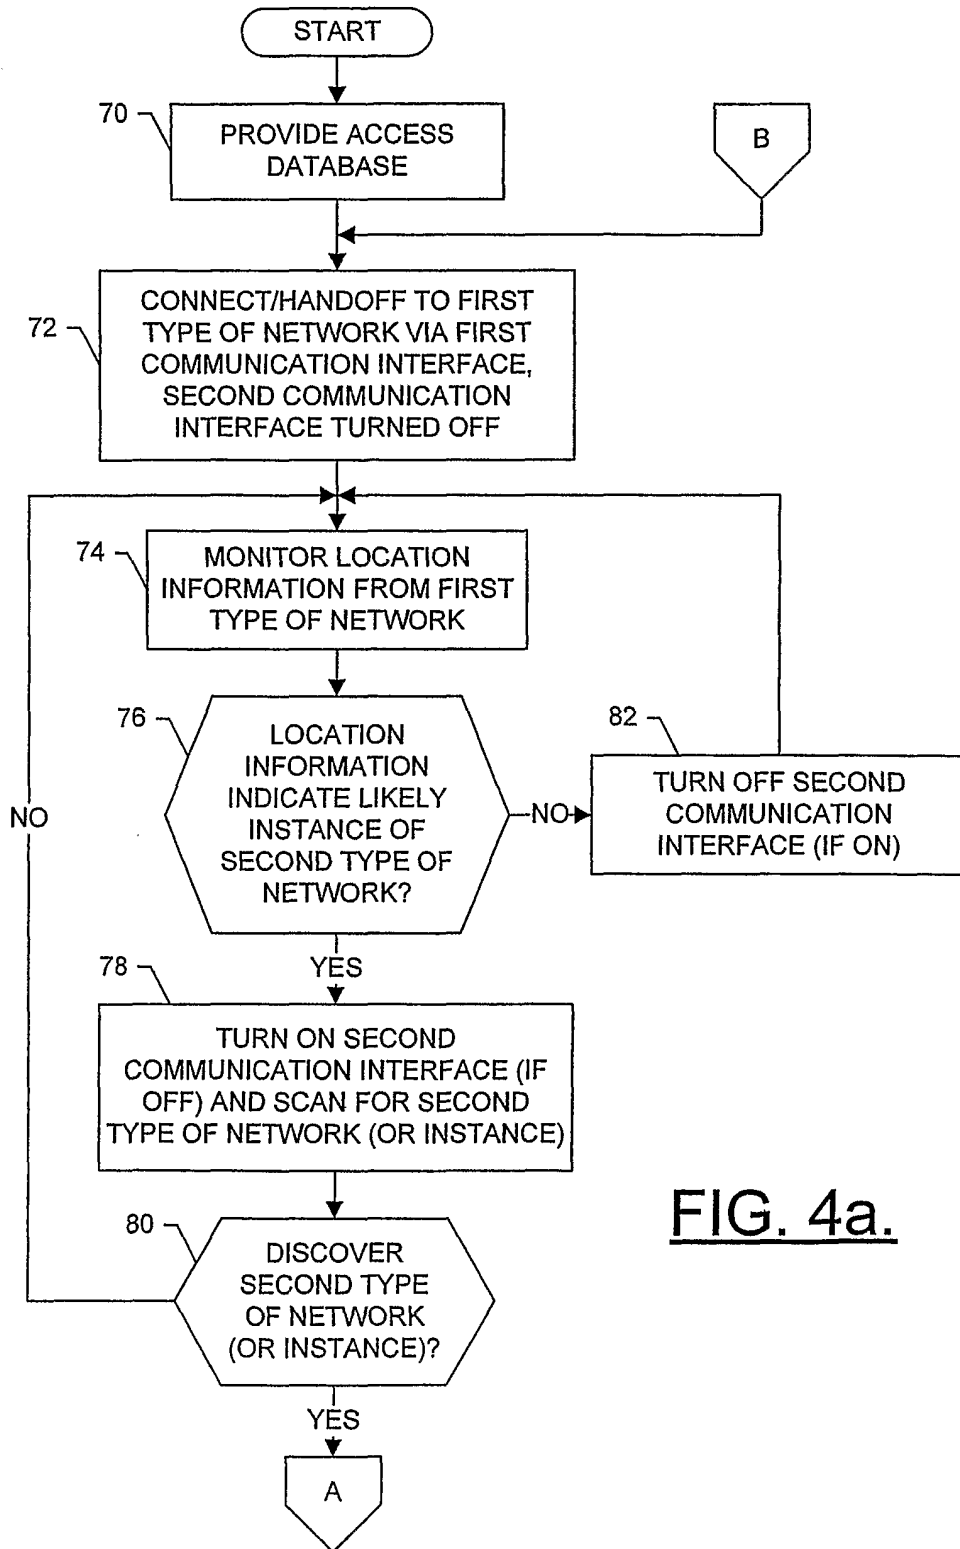 START
70
PROVIDE ACCESS
DATABASE
B
72
CONNECT/HANDOFF TO FIRST
TYPE OF NETWORK VIA FIRST
COMMUNICATION INTERFACE,
SECOND COMMUNICATION
INTERFACE TURNED OFF
74
MONITOR LOCATION
INFORMATION FROM FIRST
TYPE OF NETWORK
76
LOCATION
INFORMATION
INDICATE LIKELY
INSTANCE OF
SECOND TYPE OF
NETWORK?
NO
82
TURN OFF SECOND
COMMUNICATION
INTERFACE (IF ON)
NO
YES
78
TURN ON SECOND
COMMUNICATION INTERFACE (IF
OFF) AND SCAN FOR SECOND
TYPE OF NETWORK (OR INSTANCE)
80
DISCOVER
SECOND TYPE
OF NETWORK
(OR INSTANCE)?
YES
A
FIG. 4a.